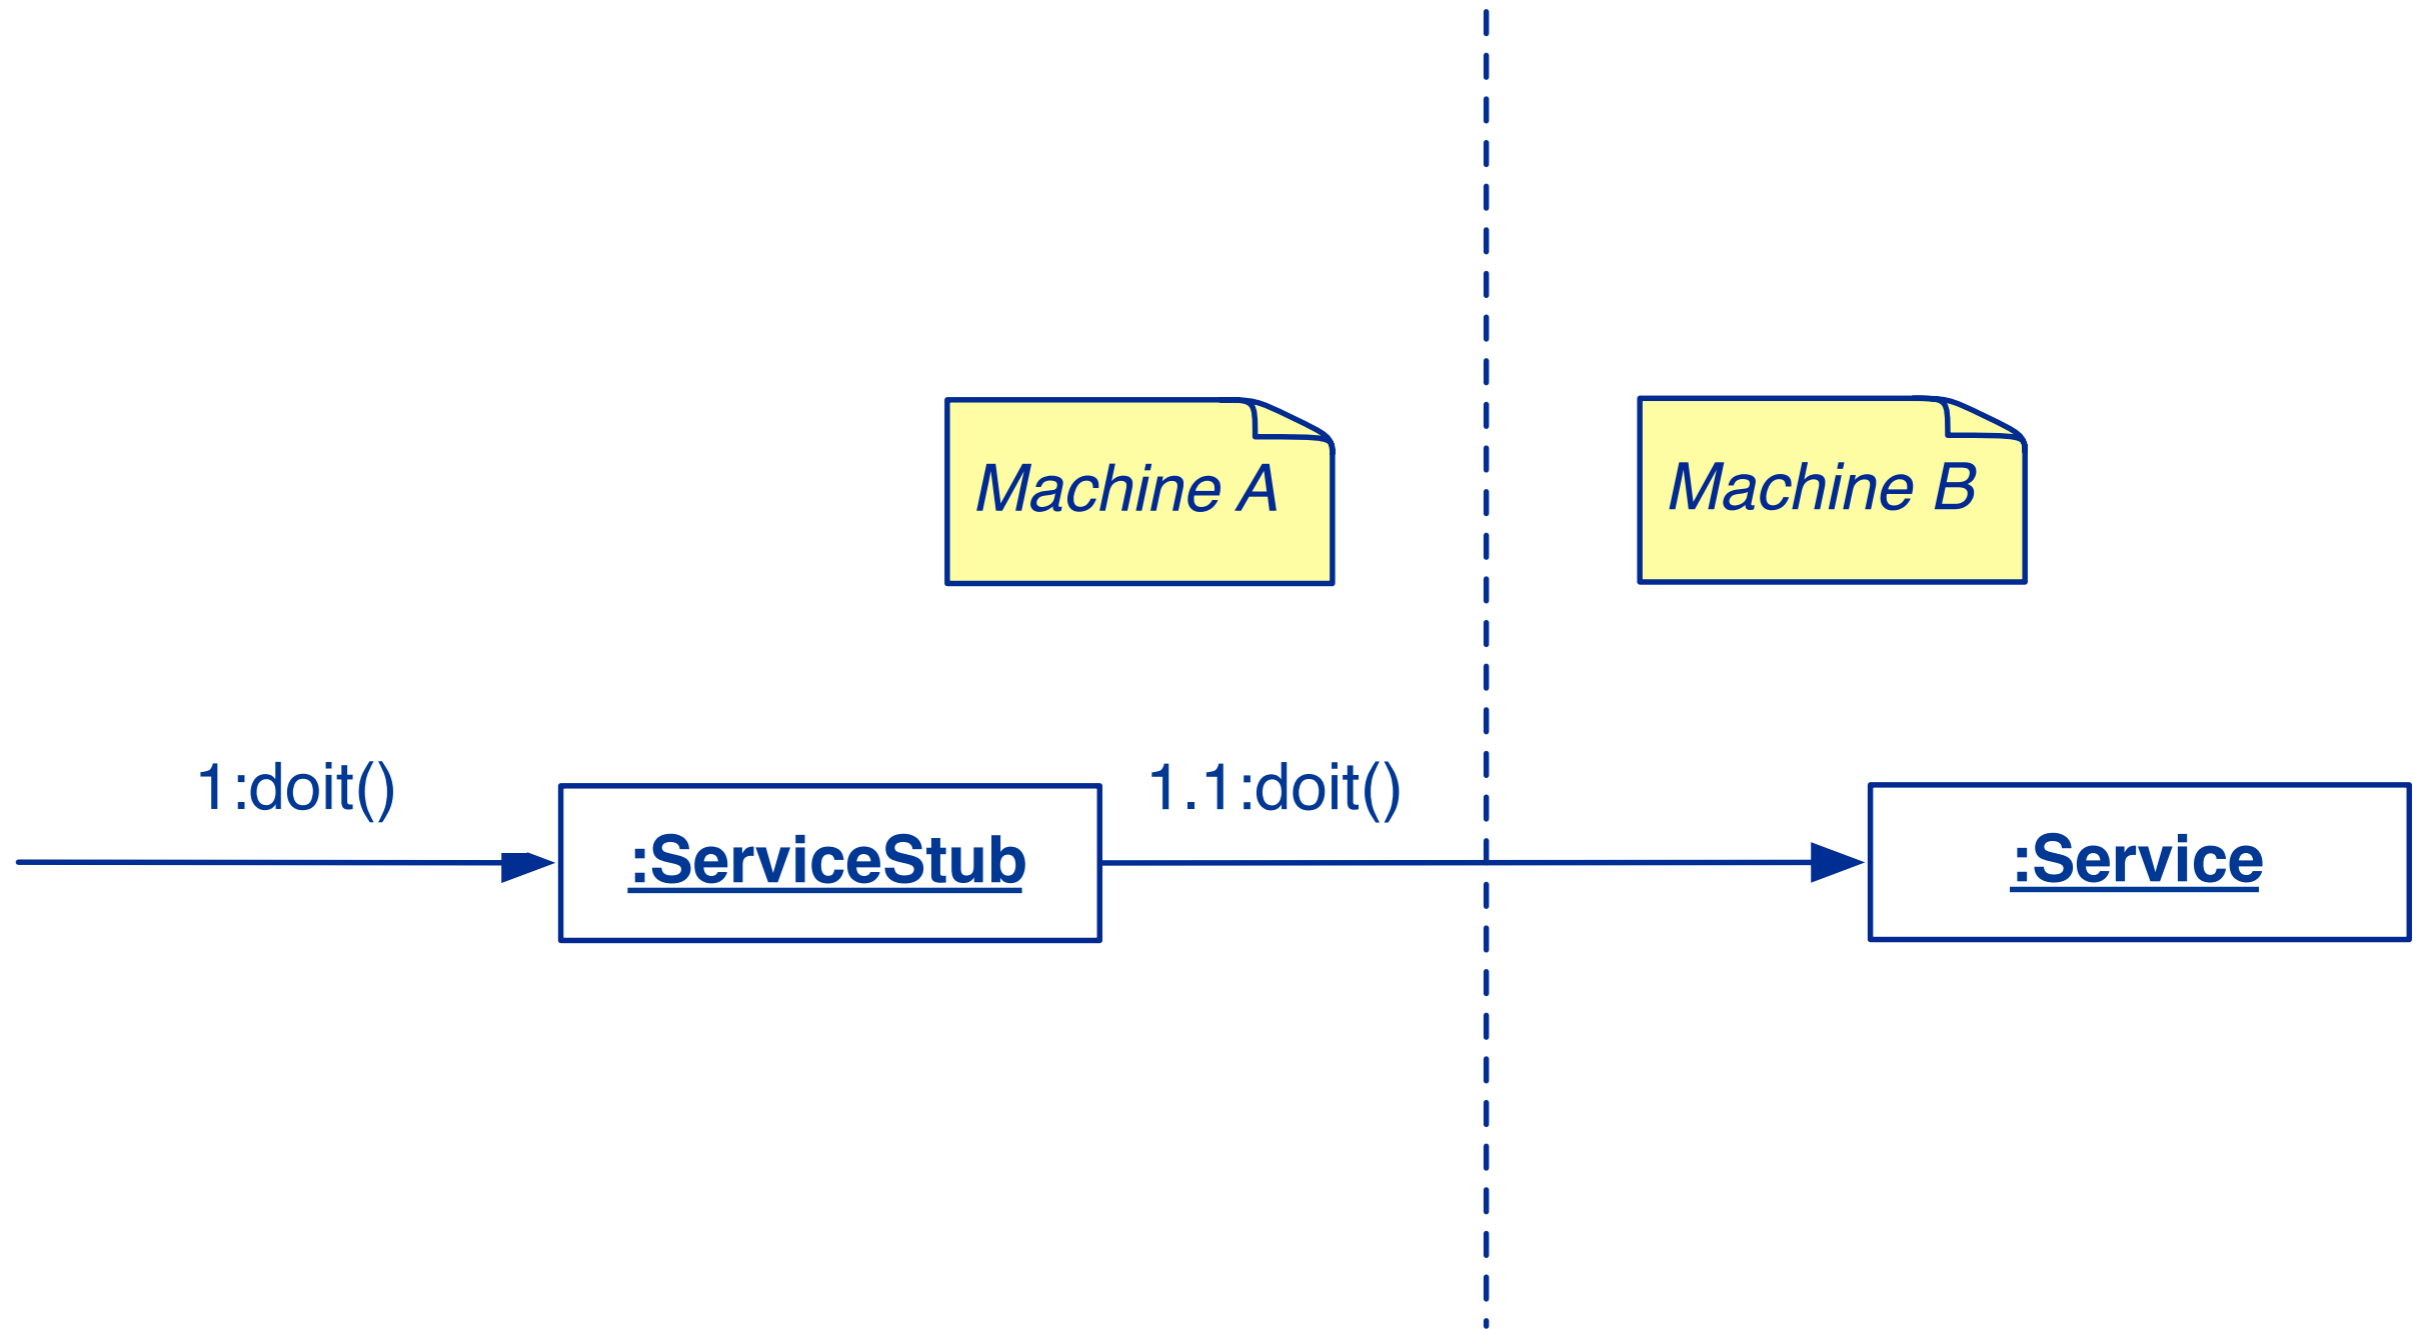 Machine A
Machine B
1:doit()
:ServiceStub
1.1:doit()
:Service